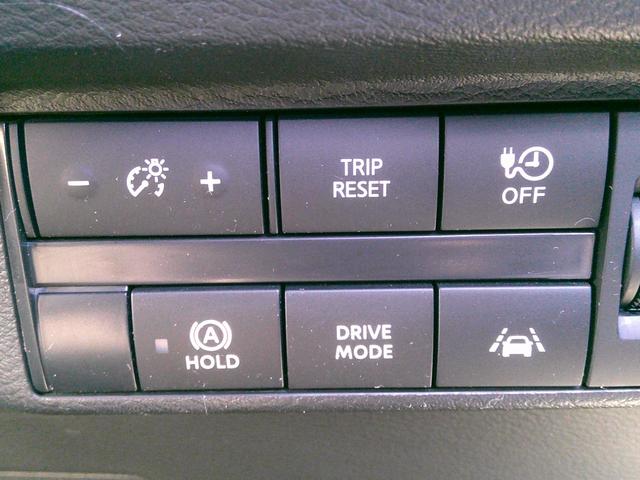 - +
TRIP
RESET
OFF
A
HOLD
DRIVE
MODE